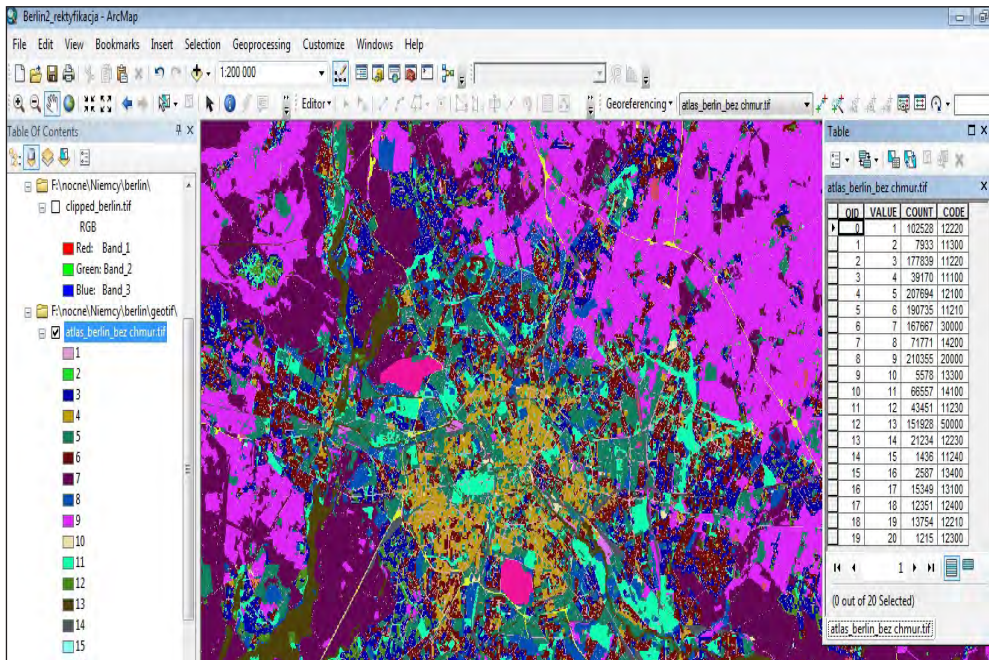 Berlin2_rektyfikacja - ArcMap
File Edit View Bookmarks Insert Selection Geoprocessing Customize Windows Help
1:200 000
Editor Georeferencing atlas_berlin_bez chmur.tif
Table Of Contents
F:\nocne\Niemcy\berlin\
clipped_berlin.tif
RGB
Red: Band_1
Green: Band_2
Blue: Band_3
F:\nocne\Niemcy\berlin\geotif\
atlas_berlin_bez chmur.tif
1
2
3
4
5
6
7
8
9
10
11
12
13
14
15
Table
atlas_berlin_bez chmur.tif
OID VALUE COUNT CODE
0 1 102528 12220
1 2 7933 11300
2 3 177839 11220
3 4 39170 11100
4 5 207694 12100
5 6 190735 11210
6 7 167667 30000
7 8 71771 14200
8 9 210355 20000
9 10 5578 13300
10 11 66557 14100
11 12 43451 11230
12 13 151928 50000
13 14 21234 12230
14 15 1436 11240
15 16 2587 13400
16 17 15349 13100
17 18 12351 12400
18 19 13754 12210
19 20 1215 12300
1
(0 out of 20 Selected)
atlas_berlin_bez chmur.tif